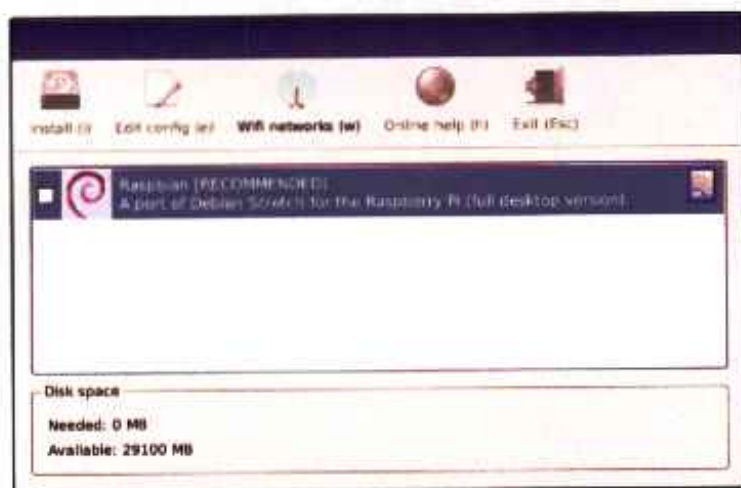 Install (i) Edit config (e) Wifi networks (w) Online help (h) Exit (Esc)
Raspbian [RECOMMENDED]
A port of Debian Stretch for the Raspberry Pi (full desktop version)
Disk space
Needed: 0 MB
Available: 29100 MB